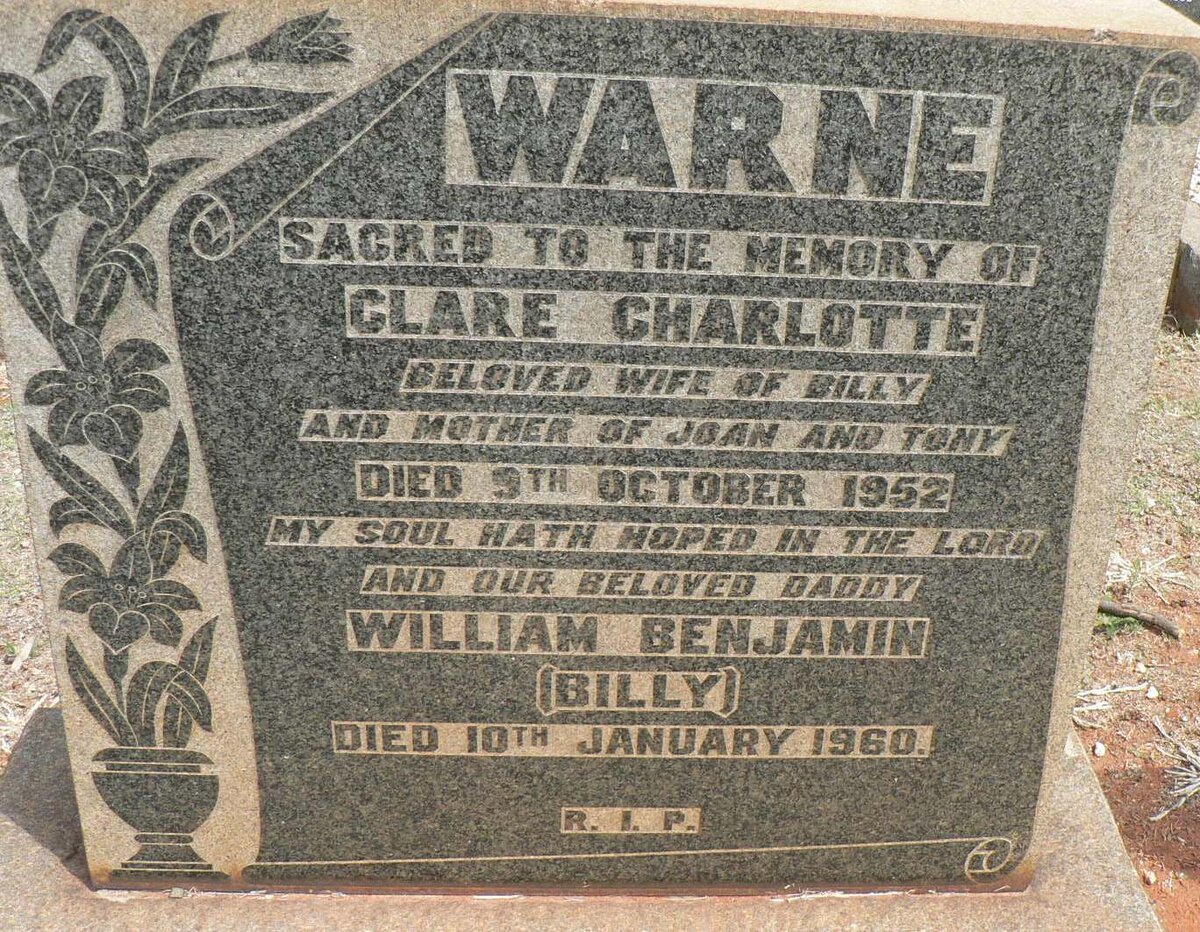 WARNE
SACRED TO THE MEMORY OF
CLARE CHARLOTTE
BELOVED WIFE OF BILLY
AND MOTHER OF JOAN AND TONY
DIED 9TH OCTOBER 1952
MY SOUL HATH HOPED IN THE LORD
AND OUR BELOVED DADDY
WILLIAM BENJAMIN
(BILLY)
DIED 10TH JANUARY 1960.
R. I. P.